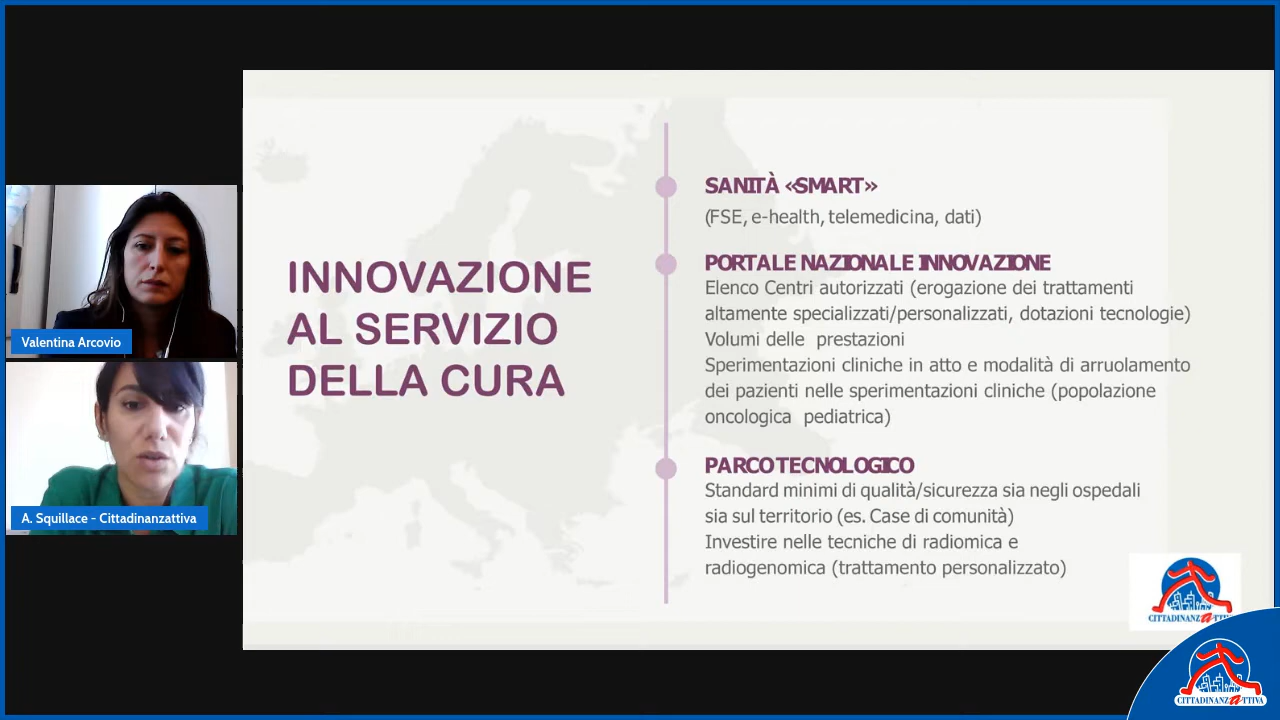 Valentina Arcovio
A. Squillace - Cittadinanzattiva
INNOVAZIONE
AL SERVIZIO
DELLA CURA
SANITÀ «SMART»
(FSE, e-health, telemedicina, dati)
PORTALE NAZIONALE INNOVAZIONE
Elenco Centri autorizzati (erogazione dei trattamenti
altamente specializzati/personalizzati, dotazioni tecnologie)
Volumi delle prestazioni
Sperimentazioni cliniche in atto e modalità di arruolamento
dei pazienti nelle sperimentazioni cliniche (popolazione
oncologica pediatrica)
PARCO TECNOLOGICO
Standard minimi di qualità/sicurezza sia negli ospedali
sia sul territorio (es. Case di comunità)
Investire nelle tecniche di radiomica e
radiogenomica (trattamento personalizzato)
CITTADINANZATTIVA
CITTADINANZATTIVA